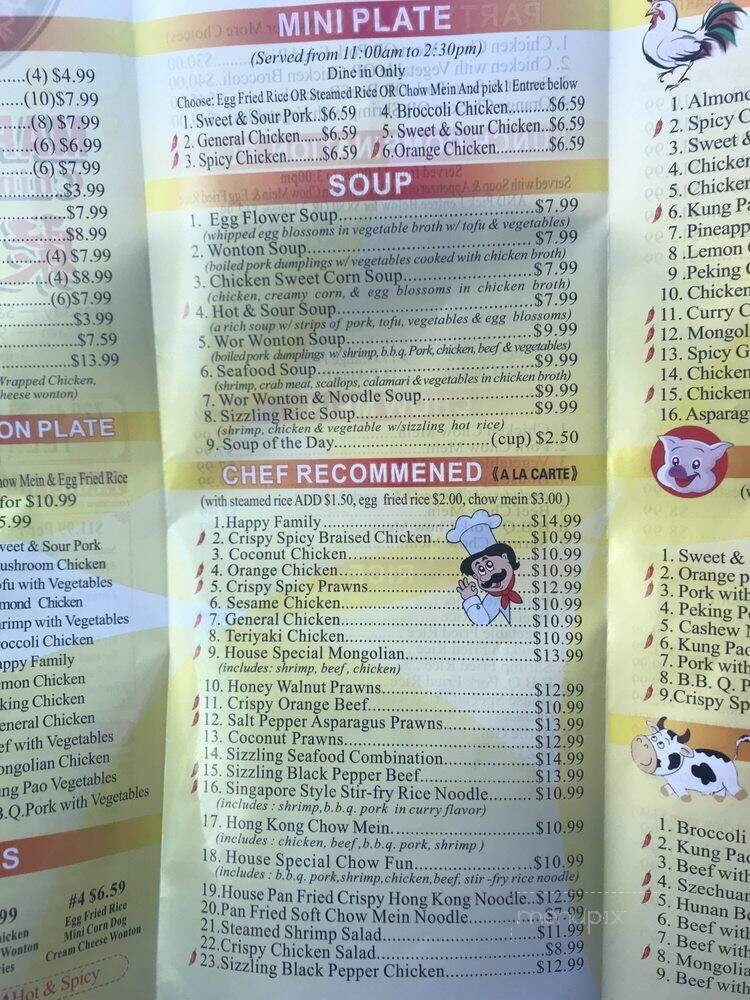 MINI PLATE
(Served from 11:00am to 2:30pm)
Dine in Only
Choose: Egg Fried Rice OR Steamed Rice OR Chow Mein And pick1 Entree below
1. Sweet & Sour Pork..$6.59
2. General Chicken.....$6.59
3. Spicy Chicken........$6.59
4. Broccoli Chicken.......$6.59
5. Sweet & Sour Chicken..$6.59
6.Orange Chicken.........$6.59
SOUP
1. Egg Flower Soup.......$7.99
(whipped egg blossoms in vegetable broth w/ tofu & vegetables)
2. Wonton Soup.......$7.99
(boiled pork dumplings w/ vegetables cooked with chicken broth)
3. Chicken Sweet Corn Soup.......$7.99
(chicken, creamy corn, & egg blossoms in chicken broth)
4. Hot & Sour Soup.......$7.99
(a rich soup w/ strips of pork, tofu, vegetables & egg blossoms)
5. Wor Wonton Soup.......$9.99
(boiled pork dumplings w/shrimp, b.b.q. Pork, chicken, beef & vegetables)
6. Seafood Soup.......$9.99
(shrimp, crab meat, scallops, calamari & vegetables in chicken broth)
7. Wor Wonton & Noodle Soup.......$9.99
8. Sizzling Rice Soup.......$9.99
(shrimp, chicken & vegetable w/sizzling hot rice)
9. Soup of the Day.......(cup) $2.50
CHEF RECOMMENED 《A LA CARTE》
(with steamed rice ADD $1.50, egg fried rice $2.00, chow mein $3.00 )
1.Happy Family.......$14.99
2. Crispy Spicy Braised Chicken.......$10.99
3. Coconut Chicken.......$10.99
4. Orange Chicken.......$10.99
5. Crispy Spicy Prawns.......$12.99
6. Sesame Chicken.......$10.99
7. General Chicken.......$10.99
8. Teriyaki Chicken.......$10.99
9. House Special Mongolian.......$13.99
(includes: shrimp, beef, chicken)
10. Honey Walnut Prawns.......$12.99
11. Crispy Orange Beef.......$10.99
12. Salt Pepper Asparagus Prawns.......$13.99
13. Coconut Prawns.......$12.99
14. Sizzling Seafood Combination.......$14.99
15. Sizzling Black Pepper Beef.......$13.99
16. Singapore Style Stir-fry Rice Noodle.......$10.99
(includes : shrimp,b.b.q. pork in curry flavor)
17. Hong Kong Chow Mein.......$10.99
(includes : chicken, beef,b.b.q. pork, shrimp )
18. House Special Chow Fun.......$10.99
(includes : b.b.q. pork,shrimp,chicken,beef, stir -fry rice noodle)
19.House Pan Fried Crispy Hong Kong Noodle..$12.99
20.Pan Fried Soft Chow Mein Noodle.......$7.99
21.Steamed Shrimp Salad.......$11.99
22.Crispy Chicken Salad.......$8.99
23.Sizzling Black Pepper Chicken.......$12.99
menupix
(4) $4.99
(10)$7.99
(8) $7.99
(6) $6.99
(6) $7.99
$3.99
$7.99
$8.99
(4) $7.99
(4) $8.99
(6)$7.99
$3.99
$7.59
$13.99
Wrapped Chicken,
ON PLATE
Mein & Egg Fried Rice
for $10.99
& Sour Pork
Chicken
with Vegetables
Chicken
with Vegetables
Chicken
Family
Chicken
Chicken
Chicken
with Vegetables
Chicken
Pao Vegetables
Pork with Vegetables
S
#4 $6.59
Egg Fried Rice
Mini Corn Dog
Cream Cheese Wonton
Wonton
Hot & Spicy
1. Almond
2. Spicy
3. Sweet &
4. Chicken
5. Chicken
6. Kung
7.
8.Lemon
9 .Peking
10. Chicken
11. Curry
12.
13. Spicy
14. Chicken
15. Chicken
16.
1. Sweet &
2. Orange
3. Pork with
4. Peking
5. Cashew
6. Kung Pao
7. Pork with
8. B.B. Q.
9.Crispy
1. Broccoli
2. Kung Pao
3. Beef with
4. Szechuan
5. Hunan
6. Beef with
7. Beef with
8.
9. Beef with